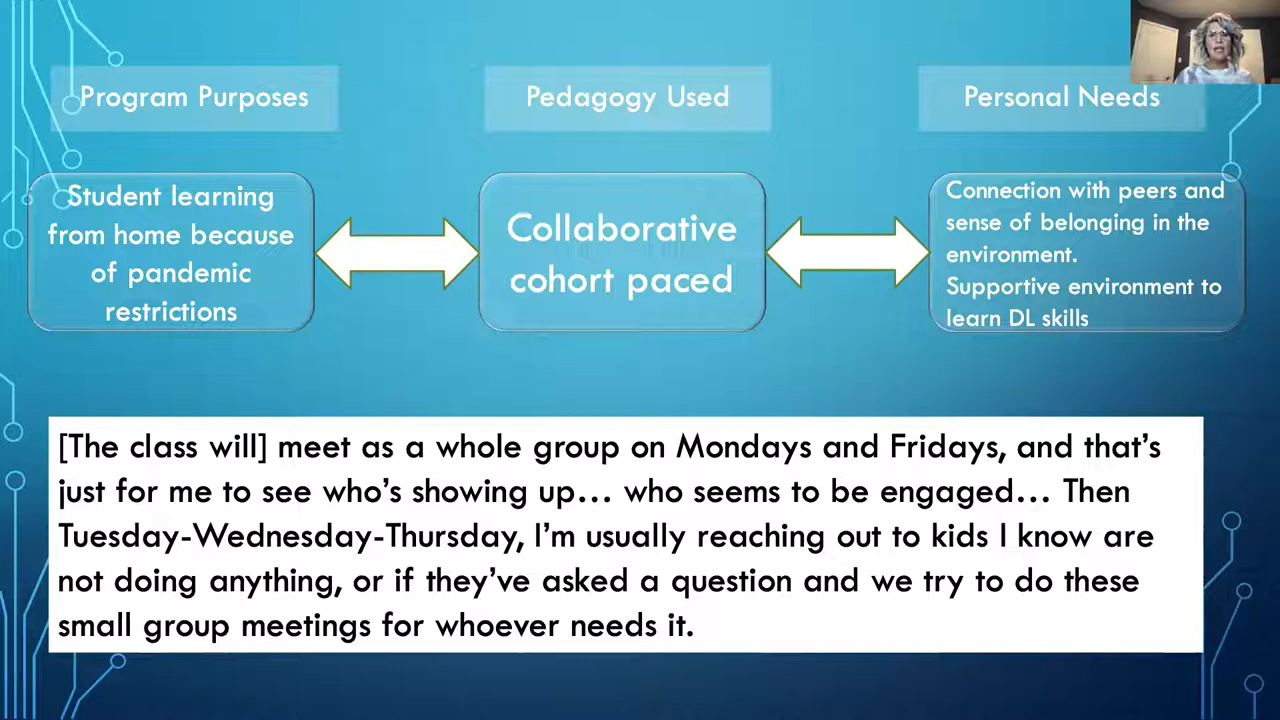 Program Purposes
Pedagogy Used
Personal Needs
Student learning
from home because
of pandemic
restrictions
Collaborative
cohort paced
Connection with peers and
sense of belonging in the
environment.
Supportive environment to
learn DL skills
[The class will] meet as a whole group on Mondays and Fridays, and that’s
just for me to see who’s showing up… who seems to be engaged… Then
Tuesday-Wednesday-Thursday, I’m usually reaching out to kids I know are
not doing anything, or if they’ve asked a question and we try to do these
small group meetings for whoever needs it.